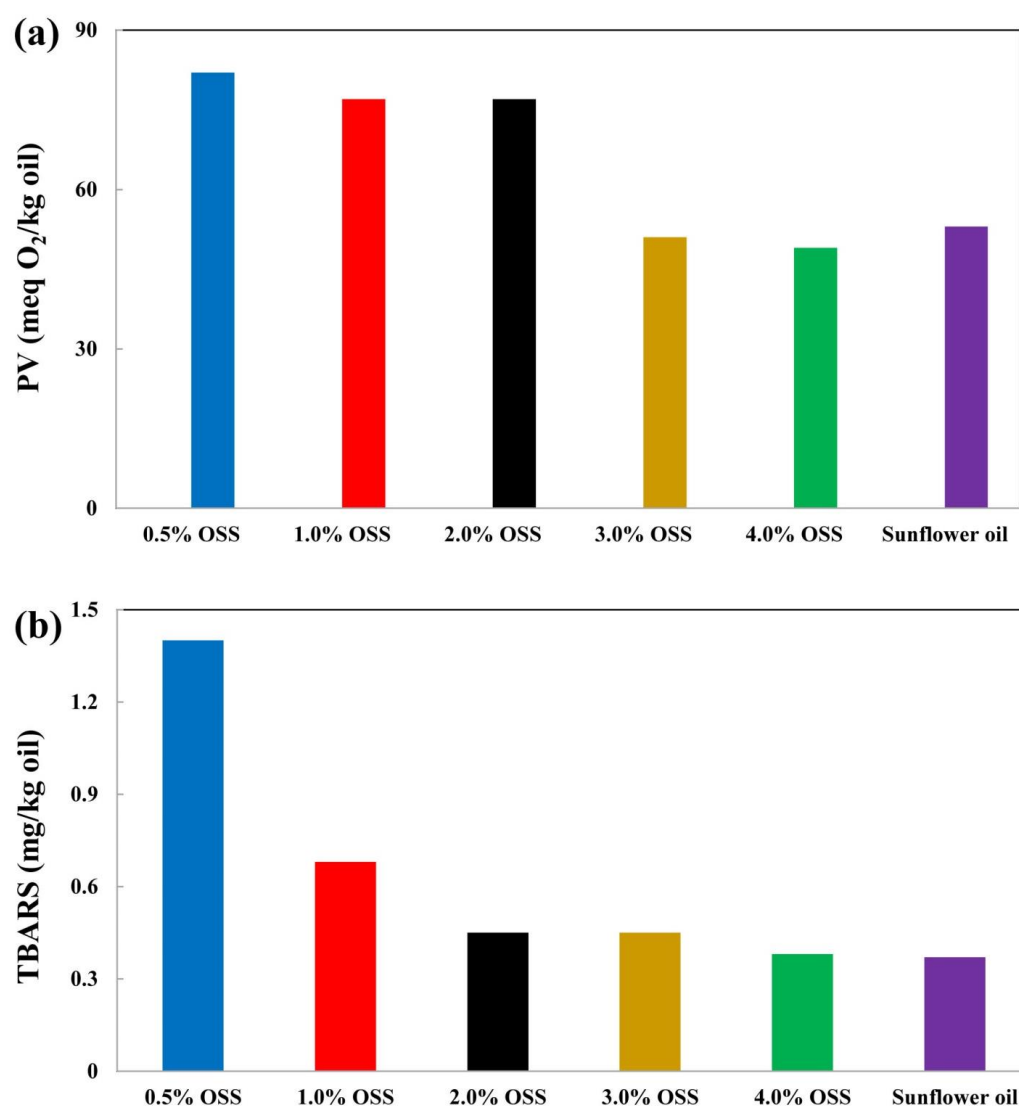 (a)
PV (meq O₂/kg oil)
90
60
30
0
0.5% OSS 1.0% OSS 2.0% OSS 3.0% OSS 4.0% OSS Sunflower oil
(b)
TBARS (mg/kg oil)
1.5
1.2
0.9
0.6
0.3
0
0.5% OSS 1.0% OSS 2.0% OSS 3.0% OSS 4.0% OSS Sunflower oil